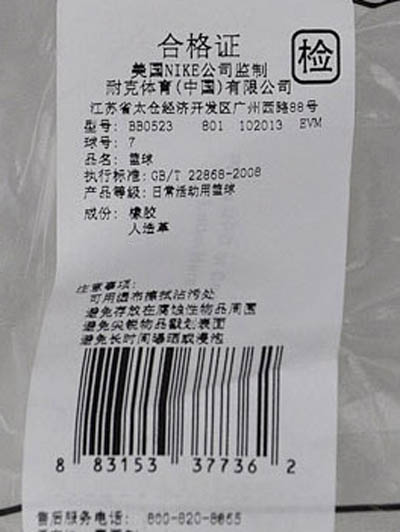 合格证 检
美国NIKE公司监制
耐克体育(中国)有限公司
江苏省太仓经济开发区广州西路88号
型号: BB0523 801 102013 EVM
球号: 7
品名: 篮球
执行标准:GB/T 22868-2008
产品等级:日常活动用篮球
成份: 橡胶
人造革
注意事项:
可用湿布擦拭沾污处
避免存放在腐蚀性物品周围
避免尖锐物品戳划表面
避免长时间曝晒或浸泡
8 83153 37736 2
售后服务电话: 800-820-8865